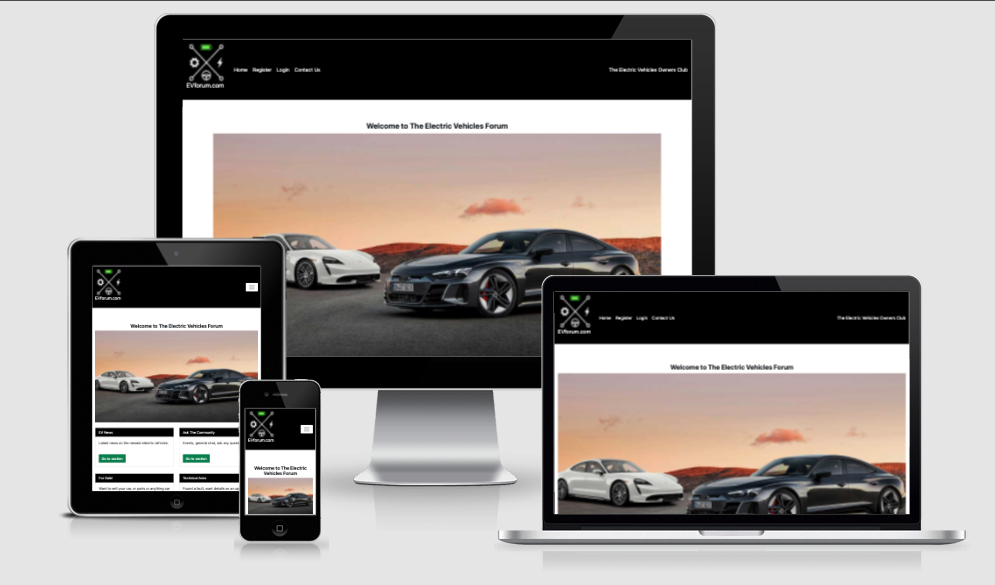 EVforum.com
Home Register Login Contact Us
The Electric Vehicles Owners Club
Welcome to The Electric Vehicles Forum
EVforum.com
Welcome to The Electric Vehicles Forum
EV News
Latest news on the newest electric vehicles.
Go to section
Ask The Community
Events, general chat, ask any
Go to section
For Sale!
Want to sell your car, or parts or anything
Technical Area
Found a fault, want details on an
EVforum.com
Welcome to The Electric
Vehicles Forum
EVforum.com
Home Register Login Contact Us
The Electric Vehicles Owners Club
Welcome to The Electric Vehicles Forum